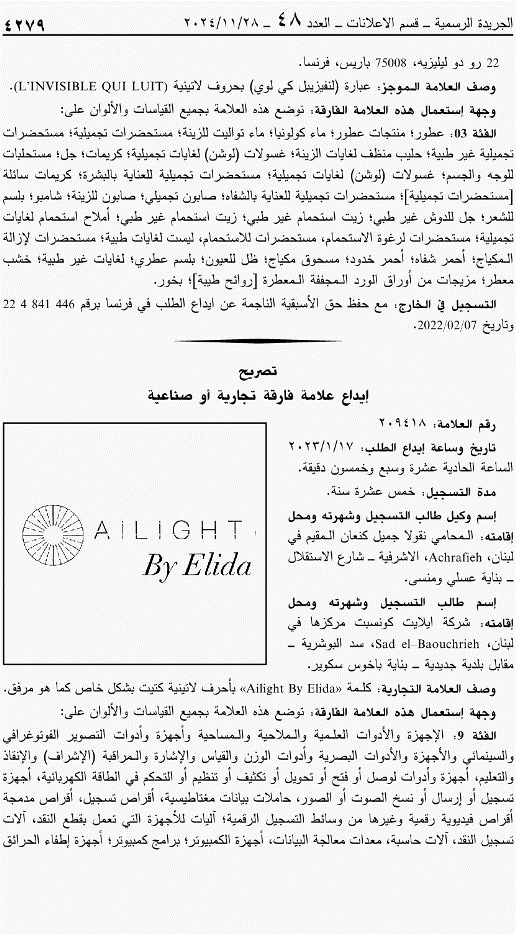 الجريدة الرسمية ــ قسم الاعلانات ــ العدد ٤٨ ــ ٢٠٢٤/١١/٢٨
٤٢٧٩
22 رو دو ليليزيه، 75008 باريس، فرنسا.
وصف العلامة الموجز: عبارة (لنفيزيبل كي لوي) بحروف لاتينية (L'INVISIBLE QUI LUIT).
وجهة إستعمال هذه العلامة الفارقة: توضع هذه العلامة بجميع القياسات والألوان على:
الفئة 03: عطور؛ منتجات عطور؛ ماء كولونيا؛ ماء تواليت للزينة؛ مستحضرات تجميلية؛ مستحضرات
تجميلية غير طبية؛ حليب منظف لغايات الزينة؛ غسولات (لوشن) لغايات تجميلية؛ كريمات؛ جل؛ مستحلبات
للوجه والجسم؛ غسولات (لوشن) لغايات تجميلية؛ مستحضرات تجميلية للعناية بالبشرة؛ كريمات سائلة
[مستحضرات تجميلية]؛ مستحضرات تجميلية للعناية بالشفاه؛ صابون تجميلي؛ صابون للزينة؛ شامبو؛ بلسم
للشعر؛ جل للدوش غير طبي؛ زيت استحمام غير طبي؛ زيت استحمام غير طبي؛ أملاح استحمام لغايات
تجميلية؛ مستحضرات لرغوة الاستحمام، مستحضرات للاستحمام، ليست لغايات طبية؛ مستحضرات لإزالة
المكياج؛ أحمر شفاه؛ أحمر خدود؛ مسحوق مكياج؛ ظل للعيون؛ بلسم عطري؛ لغايات غير طبية؛ خشب
معطر؛ مزيجات من أوراق الورد المجففة المعطرة [روائح طيبة]؛ بخور.
التسجيل في الخارج: مع حفظ حق الأسبقية الناجمة عن ايداع الطلب في فرنسا برقم 446 841 4 22
وتاريخ 2022/02/07.
تصريح
إيداع علامة فارقة تجارية أو صناعية
رقم العلامة: ٢٠٩٤١٨
تاريخ وساعة إيداع الطلب: ٢٠٢٣/١/١٧
الساعة الحادية عشرة وسبع وخمسون دقيقة.
مدة التسجيل: خمس عشرة سنة.
إسم وكيل طالب التسجيل وشهرته ومحل
إقامته: المحامي نقولا جميل كنعان المقيم في
لبنان، Achrafieh، الاشرفية ــ شارع الاستقلال
ــ بناية عسلي ومنسى.
إسم طالب التسجيل وشهرته ومحل
إقامته: شركة ايلايت كونسبت مركزها في
لبنان، Sad el–Baouchrieh، سد البوشرية ــ
مقابل بلدية جديدية ــ بناية باخوس سكوير.
AiLIGHT
By Elida
وصف العلامة التجارية: كلمة «Ailight By Elida» بأحرف لاتينية كتبت بشكل خاص كما هو مرفق.
وجهة إستعمال هذه العلامة الفارقة: توضع هذه العلامة بجميع القياسات والألوان على:
الفئة 9: الإجهزة والأدوات العلمية والملاحية والمساحية وأجهزة وأدوات التصوير الفوتوغرافي
والسينمائي والأجهزة والأدوات البصرية وأدوات الوزن والقياس والإشارة والمراقبة (الإشراف) والإنقاذ
والتعليم، أجهزة وأدوات لوصل أو فتح أو تحويل أو تكثيف أو تنظيم أو التحكم في الطاقة الكهربائية، أجهزة
تسجيل أو إرسال أو نسخ الصوت أو الصور، حاملات بيانات مغناطيسية، أقراص تسجيل، أقراص مدمجة
أقراص فيديوية رقمية وغيرها من وسائط التسجيل الرقمية؛ آليات للأجهزة التي تعمل بقطع النقد، آلات
تسجيل النقد، آلات حاسبة، معدات معالجة البيانات، أجهزة الكمبيوتر؛ برامج كمبيوتر؛ أجهزة إطفاء الحرائق